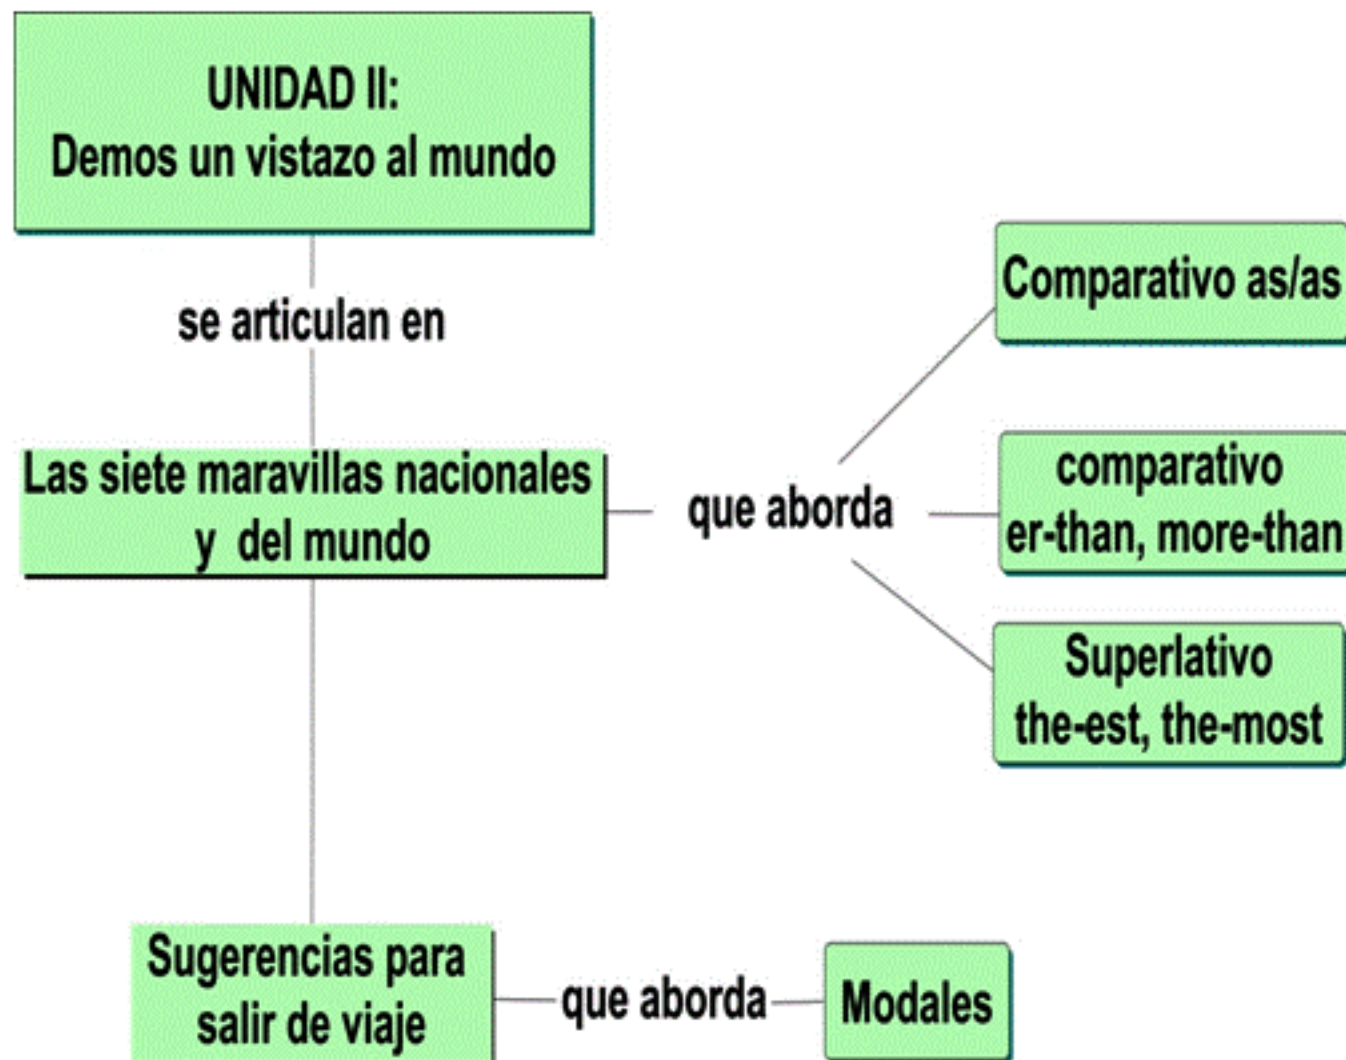 UNIDAD II:
Demos un vistazo al mundo
se articulan en
Las siete maravillas nacionales
y del mundo
que aborda
Comparativo as/as
comparativo
er-than, more-than
Superlativo
the-est, the-most
Sugerencias para
salir de viaje
que aborda
Modales